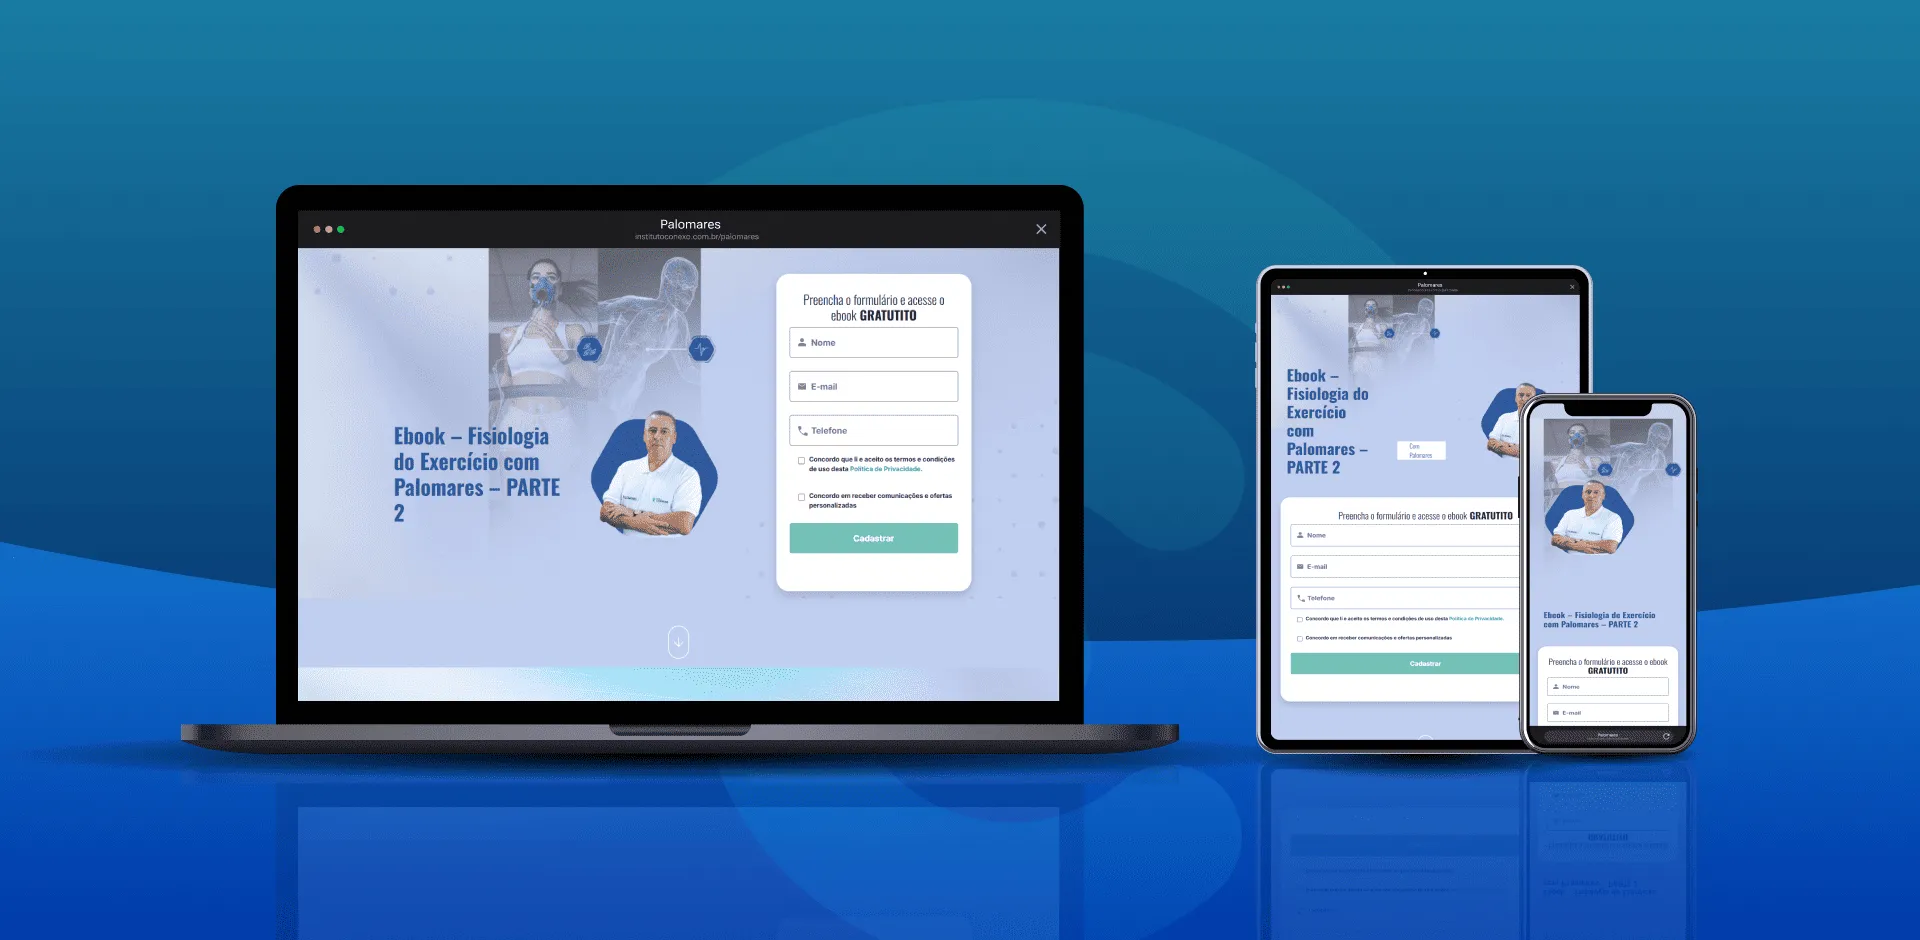 Palomares
institutoconexo.com.br/palomares
Ebook – Fisiologia
do Exercício com
Palomares – PARTE
2
Preencha o formulário e acesse o
ebook GRATUTITO
Nome
E-mail
Telefone
Concordo que li e aceito os termos e condições
de uso desta Política de Privacidade.
Concordo em receber comunicações e ofertas
personalizadas
Cadastrar
Palomares
Ebook –
Fisiologia do
Exercício
com
Palomares –
PARTE 2
Com
Palomares
Preencha o formulário e acesse o ebook GRATUTITO
Nome
E-mail
Telefone
Concordo que li e aceito os termos e condições de uso desta Política de Privacidade.
Concordo em receber comunicações e ofertas personalizadas
Cadastrar
Ebook – Fisiologia do Exercício
com Palomares – PARTE 2
Preencha o formulário e acesse o ebook
GRATUTITO
Nome
E-mail
Palomares